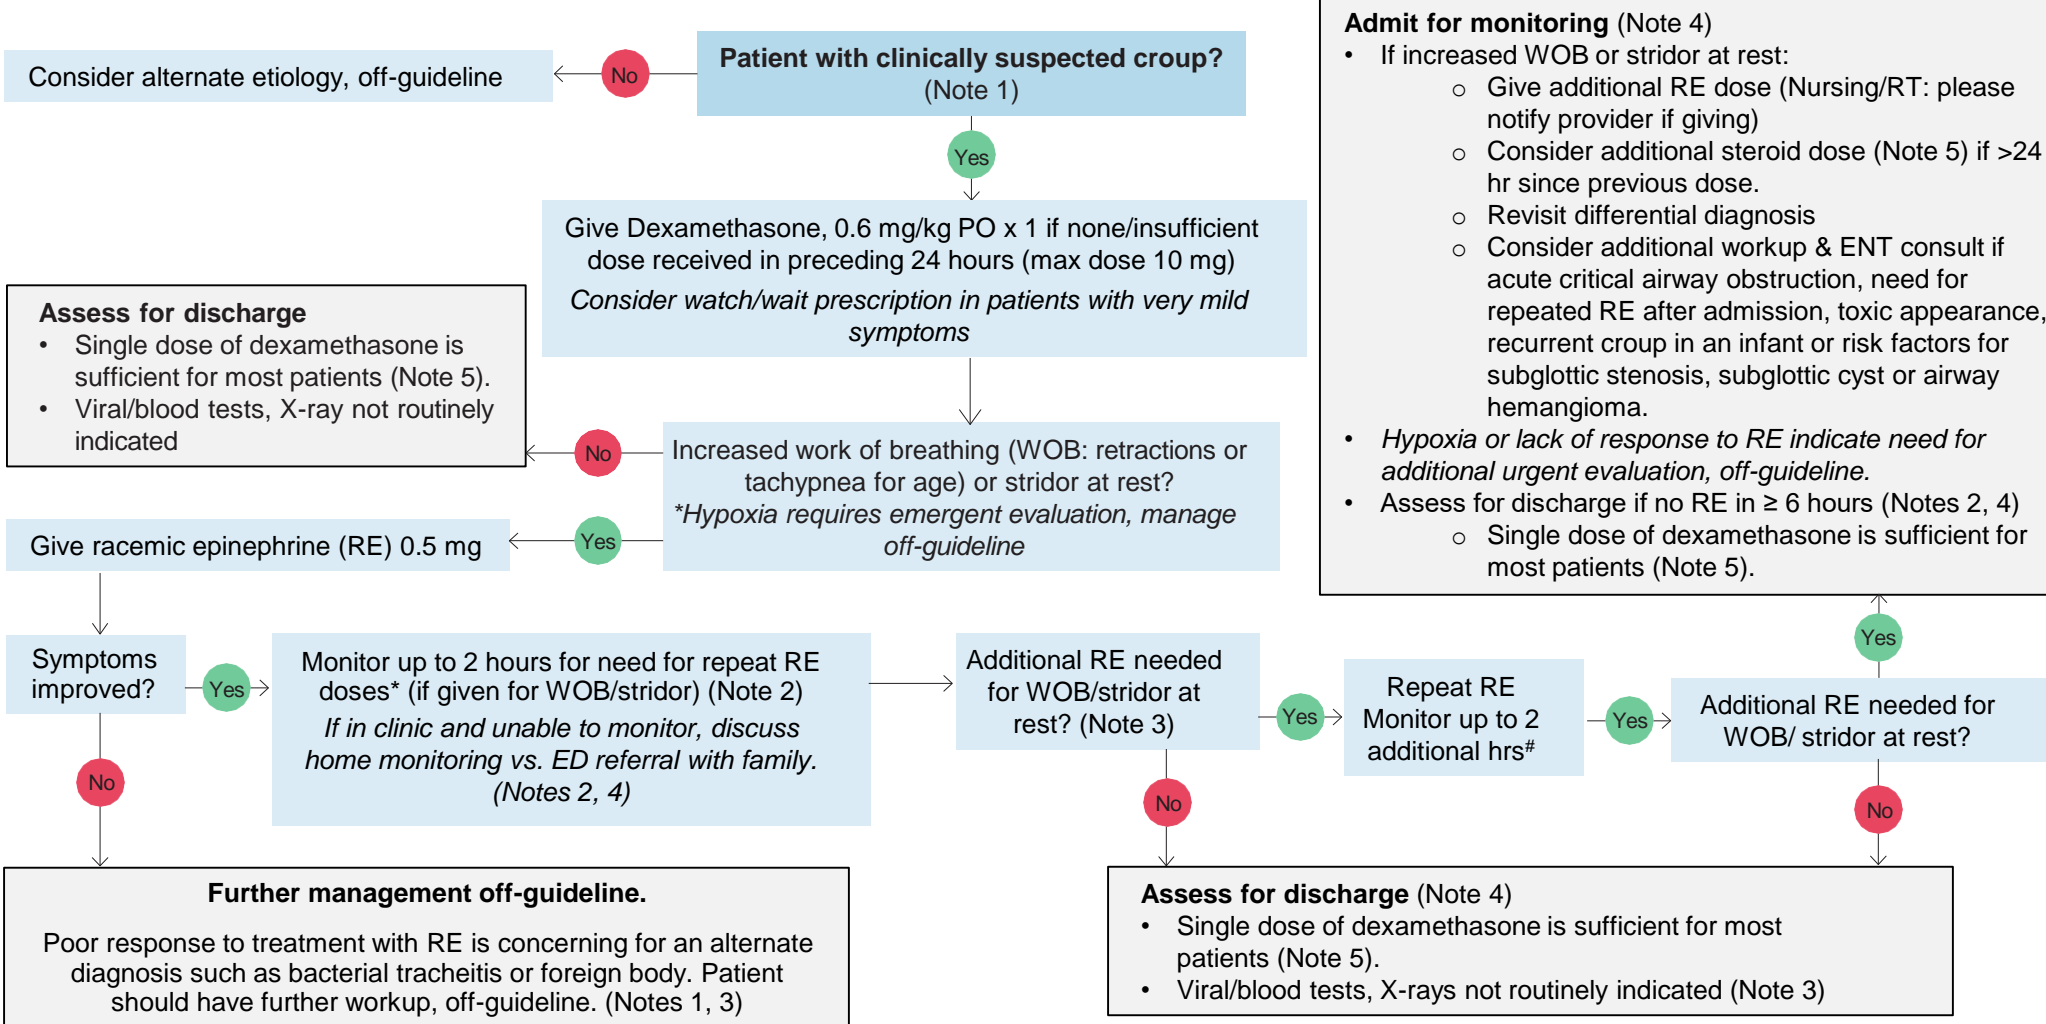 Patient with clinically suspected croup?
(Note 1)
No
Consider alternate etiology, off-guideline
Yes
Give Dexamethasone, 0.6 mg/kg PO x 1 if none/insufficient
dose received in preceding 24 hours (max dose 10 mg)
Consider watch/wait prescription in patients with very mild
symptoms
Increased work of breathing (WOB: retractions or
tachypnea for age) or stridor at rest?
*Hypoxia requires emergent evaluation, manage
off-guideline
No
Assess for discharge
• Single dose of dexamethasone is
sufficient for most patients (Note 5).
• Viral/blood tests, X-ray not routinely
indicated
Yes
Give racemic epinephrine (RE) 0.5 mg
Symptoms
improved?
No
Further management off-guideline.
Poor response to treatment with RE is concerning for an alternate
diagnosis such as bacterial tracheitis or foreign body. Patient
should have further workup, off-guideline. (Notes 1, 3)
Yes
Monitor up to 2 hours for need for repeat RE
doses* (if given for WOB/stridor) (Note 2)
If in clinic and unable to monitor, discuss
home monitoring vs. ED referral with family.
(Notes 2, 4)
Additional RE needed
for WOB/stridor at
rest? (Note 3)
Yes
Repeat RE
Monitor up to 2
additional hrs#
Yes
Additional RE needed for
WOB/ stridor at rest?
No
No
Assess for discharge (Note 4)
• Single dose of dexamethasone is sufficient for most
patients (Note 5).
• Viral/blood tests, X-rays not routinely indicated (Note 3)
Yes
Admit for monitoring (Note 4)
• If increased WOB or stridor at rest:
o Give additional RE dose (Nursing/RT: please
notify provider if giving)
o Consider additional steroid dose (Note 5) if >24
hr since previous dose.
o Revisit differential diagnosis
o Consider additional workup & ENT consult if
acute critical airway obstruction, need for
repeated RE after admission, toxic appearance,
recurrent croup in an infant or risk factors for
subglottic stenosis, subglottic cyst or airway
hemangioma.
• Hypoxia or lack of response to RE indicate need for
additional urgent evaluation, off-guideline.
• Assess for discharge if no RE in ≥ 6 hours (Notes 2, 4)
o Single dose of dexamethasone is sufficient for
most patients (Note 5).